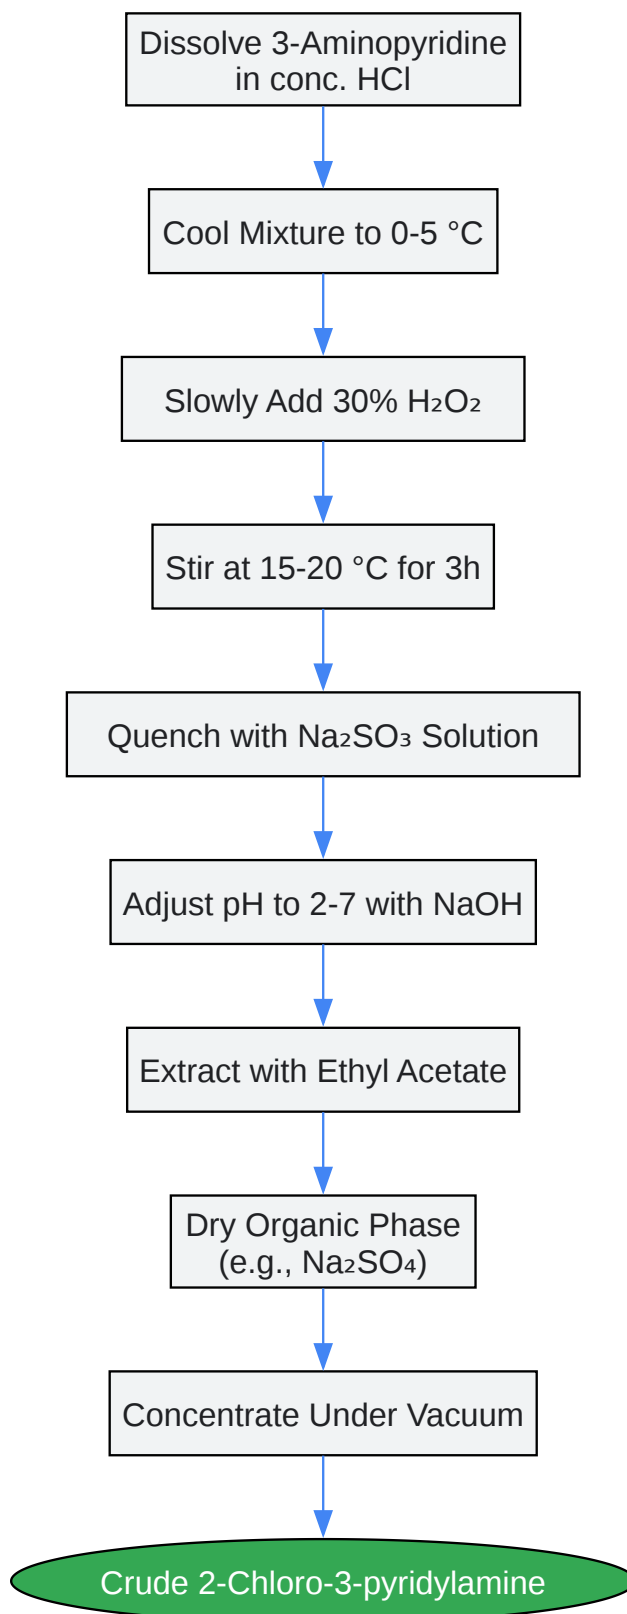 Dissolve 3-Aminopyridine
in conc. HCl
Cool Mixture to 0-5 °C
Slowly Add 30% H₂O₂
Stir at 15-20 °C for 3h
Quench with Na₂SO₃ Solution
Adjust pH to 2-7 with NaOH
Extract with Ethyl Acetate
Dry Organic Phase
(e.g., Na₂SO₄)
Concentrate Under Vacuum
Crude 2-Chloro-3-pyridylamine